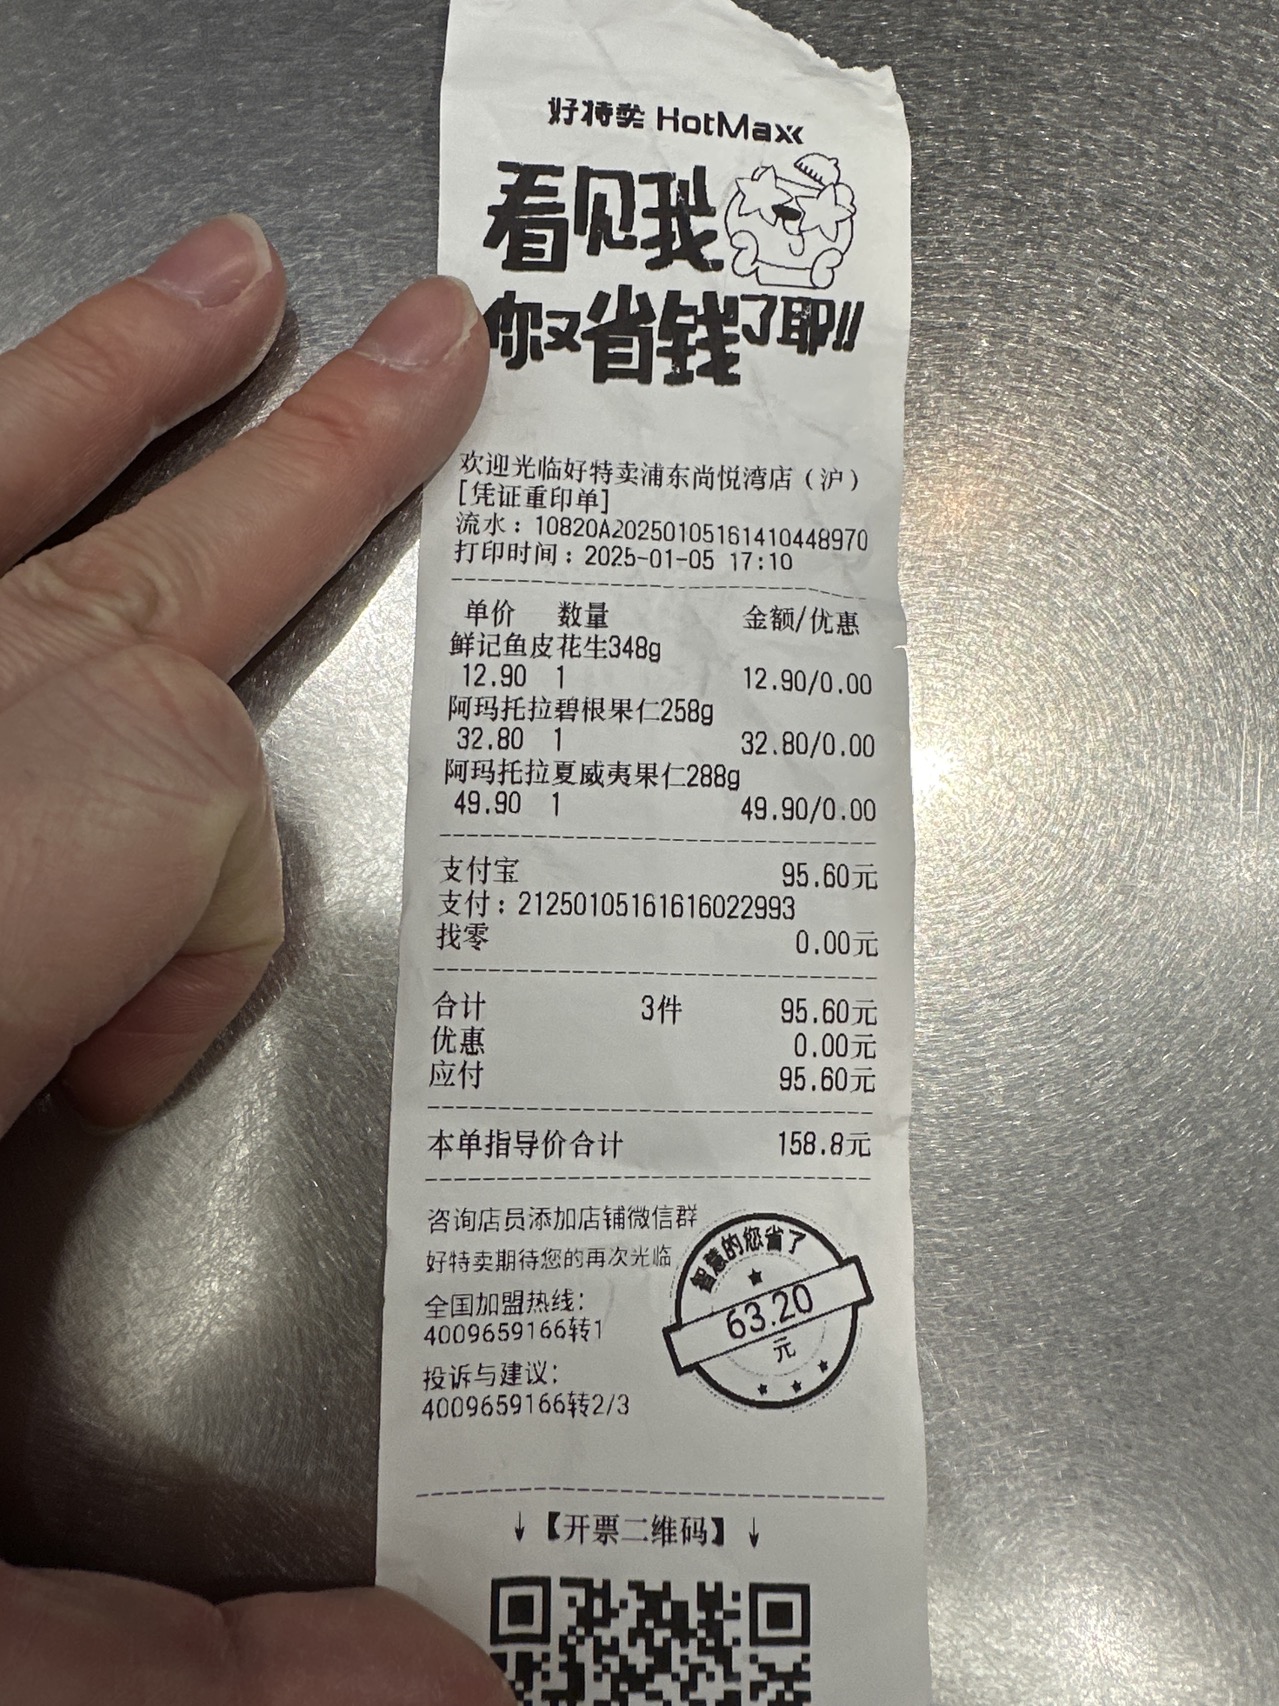 好特卖 HotMaxx
看见我
你又省钱了耶!!
欢迎光临好特卖浦东尚悦湾店（沪）
[凭证重印单]
流水：10820A20250105161410448970
打印时间：2025-01-05 17:10
单价 数量 金额/优惠
鲜记鱼皮花生348g
12.90 1 12.90/0.00
阿玛托拉碧根果仁258g
32.80 1 32.80/0.00
阿玛托拉夏威夷果仁288g
49.90 1 49.90/0.00
支付宝 95.60元
支付：21250105161616022993
找零 0.00元
合计 3件 95.60元
优惠 0.00元
应付 95.60元
本单指导价合计 158.8元
咨询店员添加店铺微信群
好特卖期待您的再次光临
全国加盟热线：
4009659166转1
投诉与建议：
4009659166转2/3
智慧的您省了
63.20
元
↓【开票二维码】↓